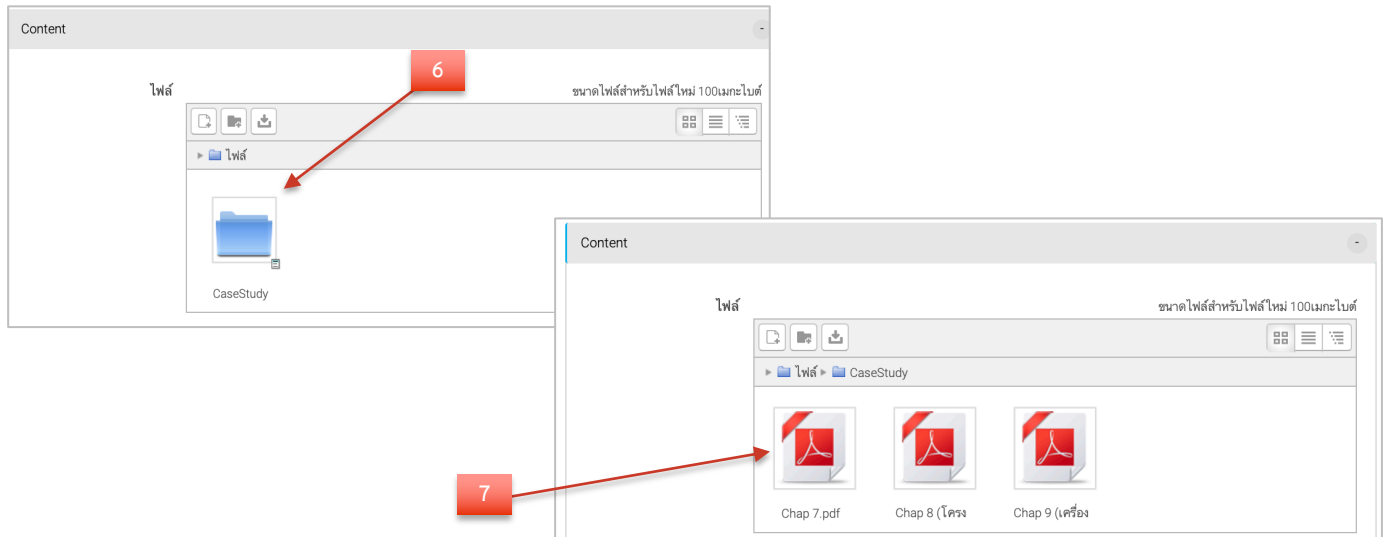 Content
-
6
ไฟล์
ขนาดไฟล์สำหรับไฟล์ใหม่ 100เมกะไบต์
ไฟล์
CaseStudy
Content
-
ไฟล์
ขนาดไฟล์สำหรับไฟล์ใหม่ 100เมกะไบต์
ไฟล์ CaseStudy
7
Chap 7.pdf
Chap 8 (โครง
Chap 9 (เครื่อง